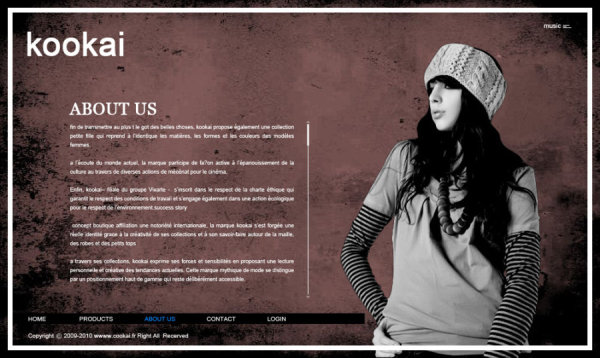 music
kookai
ABOUT US
fin de transmettre au plus t le got des belles choses, kookai propose également une collection
petite fille qui reprend à l'identique les matières, les formes et les couleurs des modèles
femmes.
a l'écoute du monde actuel, la marque participe de fa?on active à l'épanouissement de la
culture au travers de diverses actions de mécénat pour le cinéma.
Enfin, kookai– filiale du groupe Vivarte - s'inscrit dans le respect de la charte éthique qui
garantit le respect des conditions de travail et s'engage également dans une action écologique
pour le respect de l'environnement success story
concept boutique affiliation une notoriété internationale, la marque kookai s'est forgée une
réelle identité grâce à la créativité de ses collections et à son savoir-faire autour de la maille,
des robes et des petits tops
a travers ses collections, kookai exprime ses forces et sensibilités en proposant une lecture
personnelle et créative des tendances actuelles. Cette marque mythique de mode se distingue
par un positionnement haut de gamme qui reste délibérément accessible.
HOME PRODUCTS ABOUT US CONTACT LOGIN
Copyright © 2009-2010 wwww.cookai.fr Right All Recerved